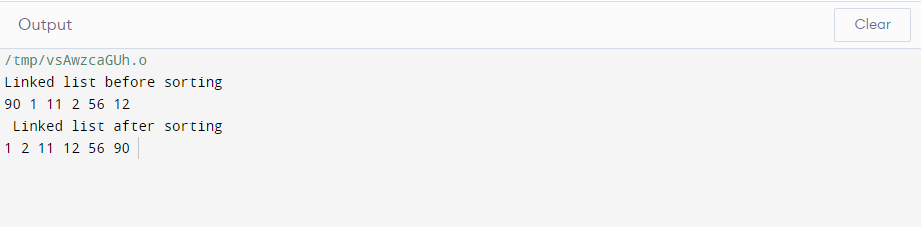 Output
Clear
/tmp/vsAwzcaGUh.o
Linked list before sorting
90 1 11 2 56 12
Linked list after sorting
1 2 11 12 56 90